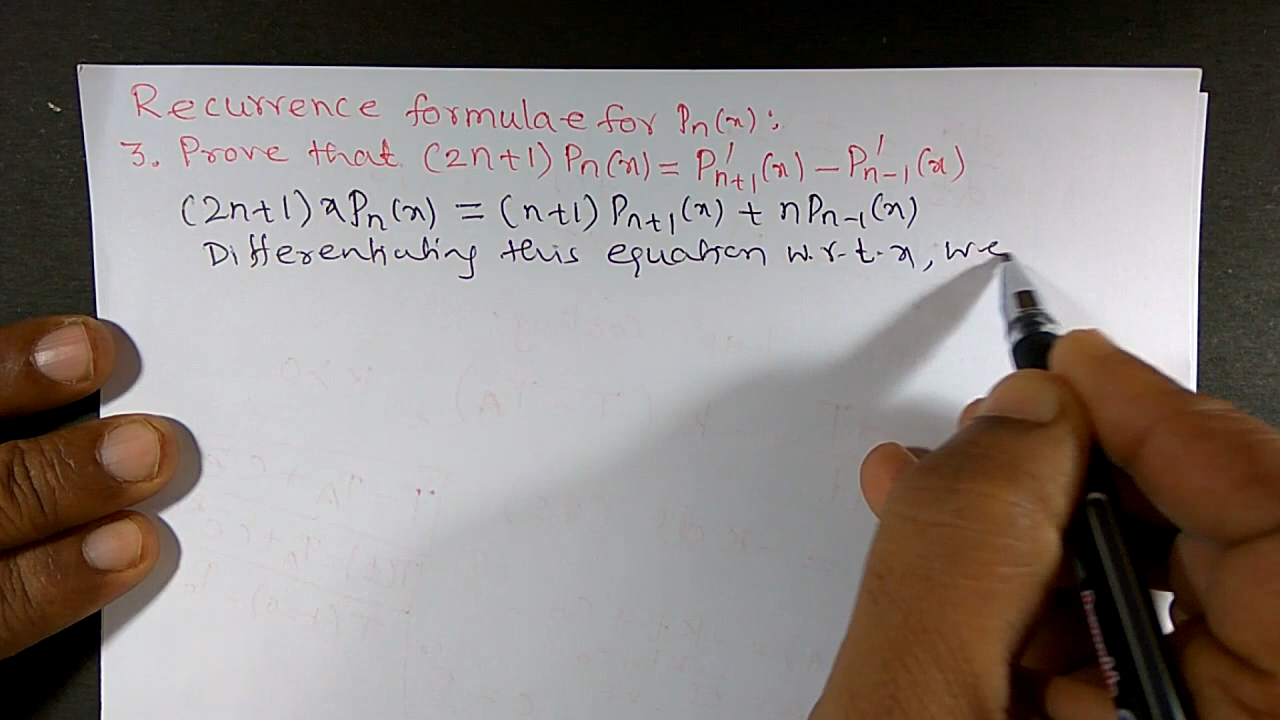 Recurrence formulae for Pn(x):
3. Prove that (2n+1) Pn(x) = P'n+1(x) - P'n-1(x)
(2n+1) x Pn(x) = (n+1) Pn+1(x) + n Pn-1(x)
Differentiating this equation w.r.t. x, we